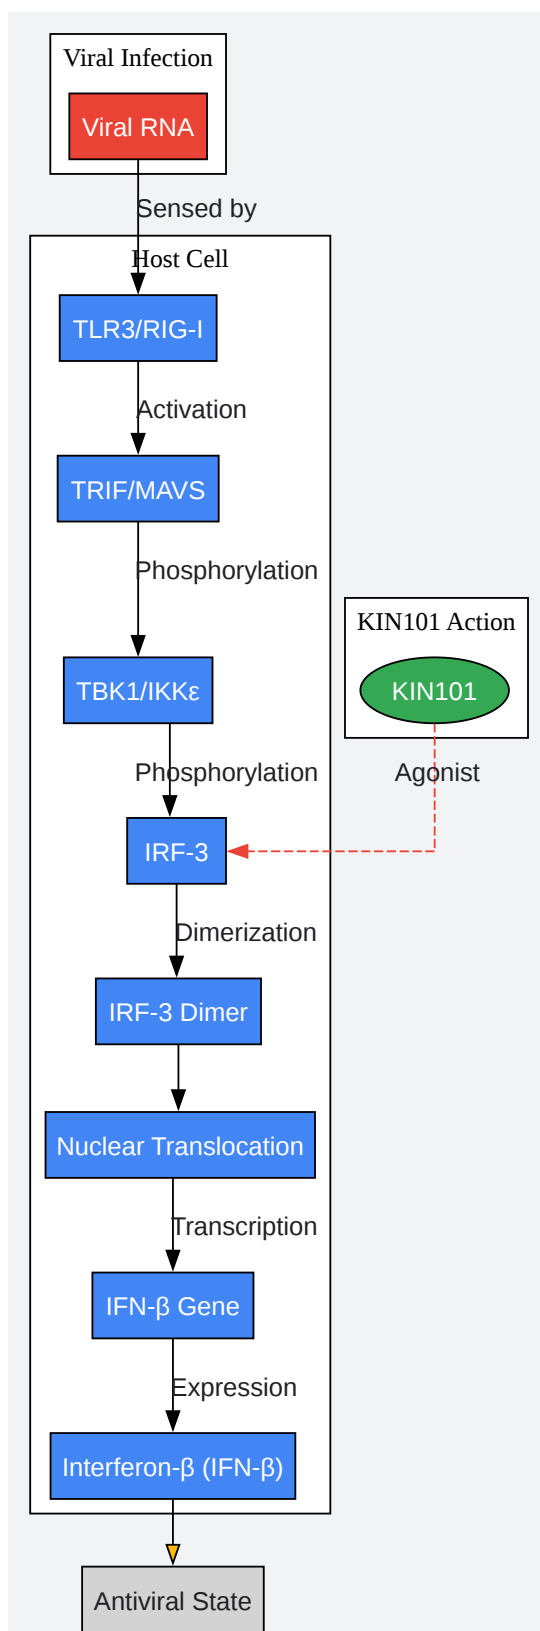 Viral Infection
Viral RNA
Sensed by
Host Cell
TLR3/RIG-I
Activation
TRIF/MAVS
Phosphorylation
KIN101 Action
TBK1/IKKε
KIN101
Phosphorylation
Agonist
IRF-3
Dimerization
IRF-3 Dimer
Nuclear Translocation
Transcription
IFN-β Gene
Expression
Interferon-β (IFN-β)
Antiviral State